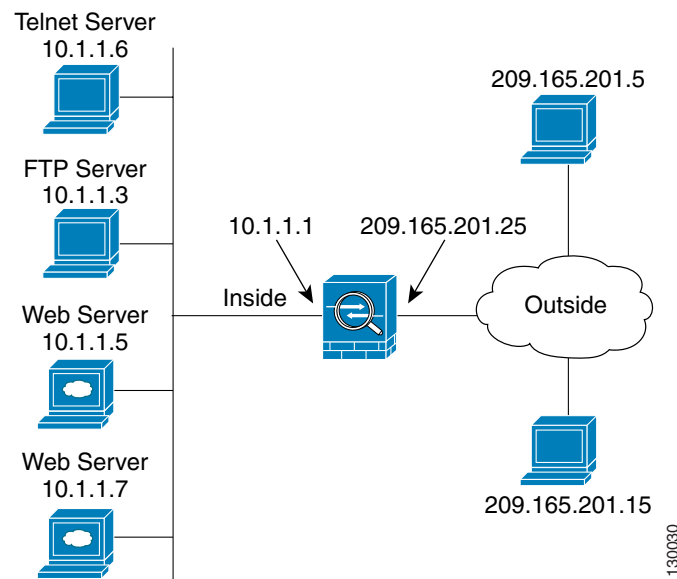 Telnet Server
10.1.1.6
209.165.201.5
FTP Server
10.1.1.3
10.1.1.1
209.165.201.25
Inside
Outside
Web Server
10.1.1.5
Web Server
10.1.1.7
209.165.201.15
130030